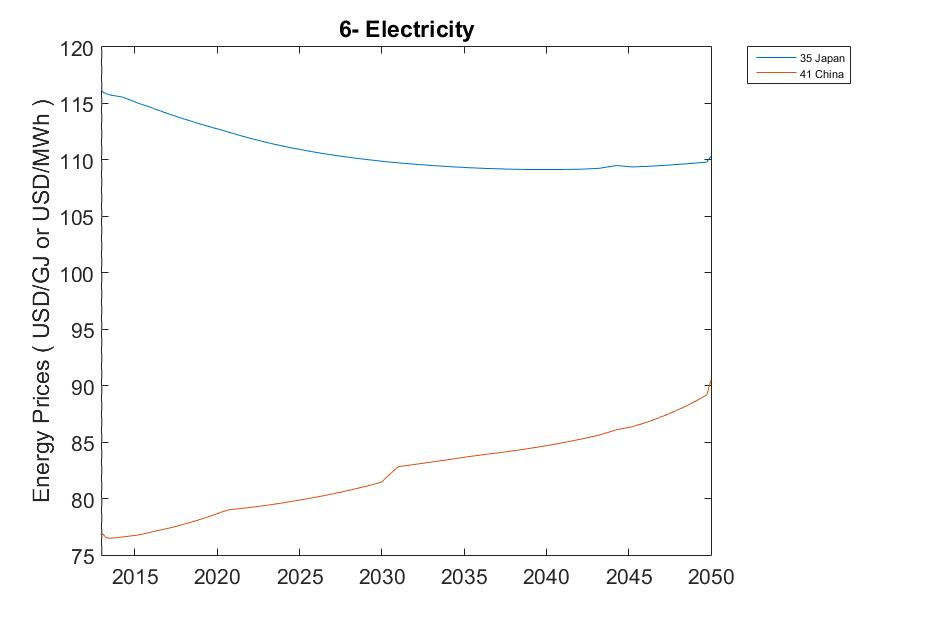 6- Electricity
120
115
110
105
100
95
90
85
80
75
Energy Prices ( USD/GJ or USD/MWh )
2015 2020 2025 2030 2035 2040 2045 2050
35 Japan
41 China